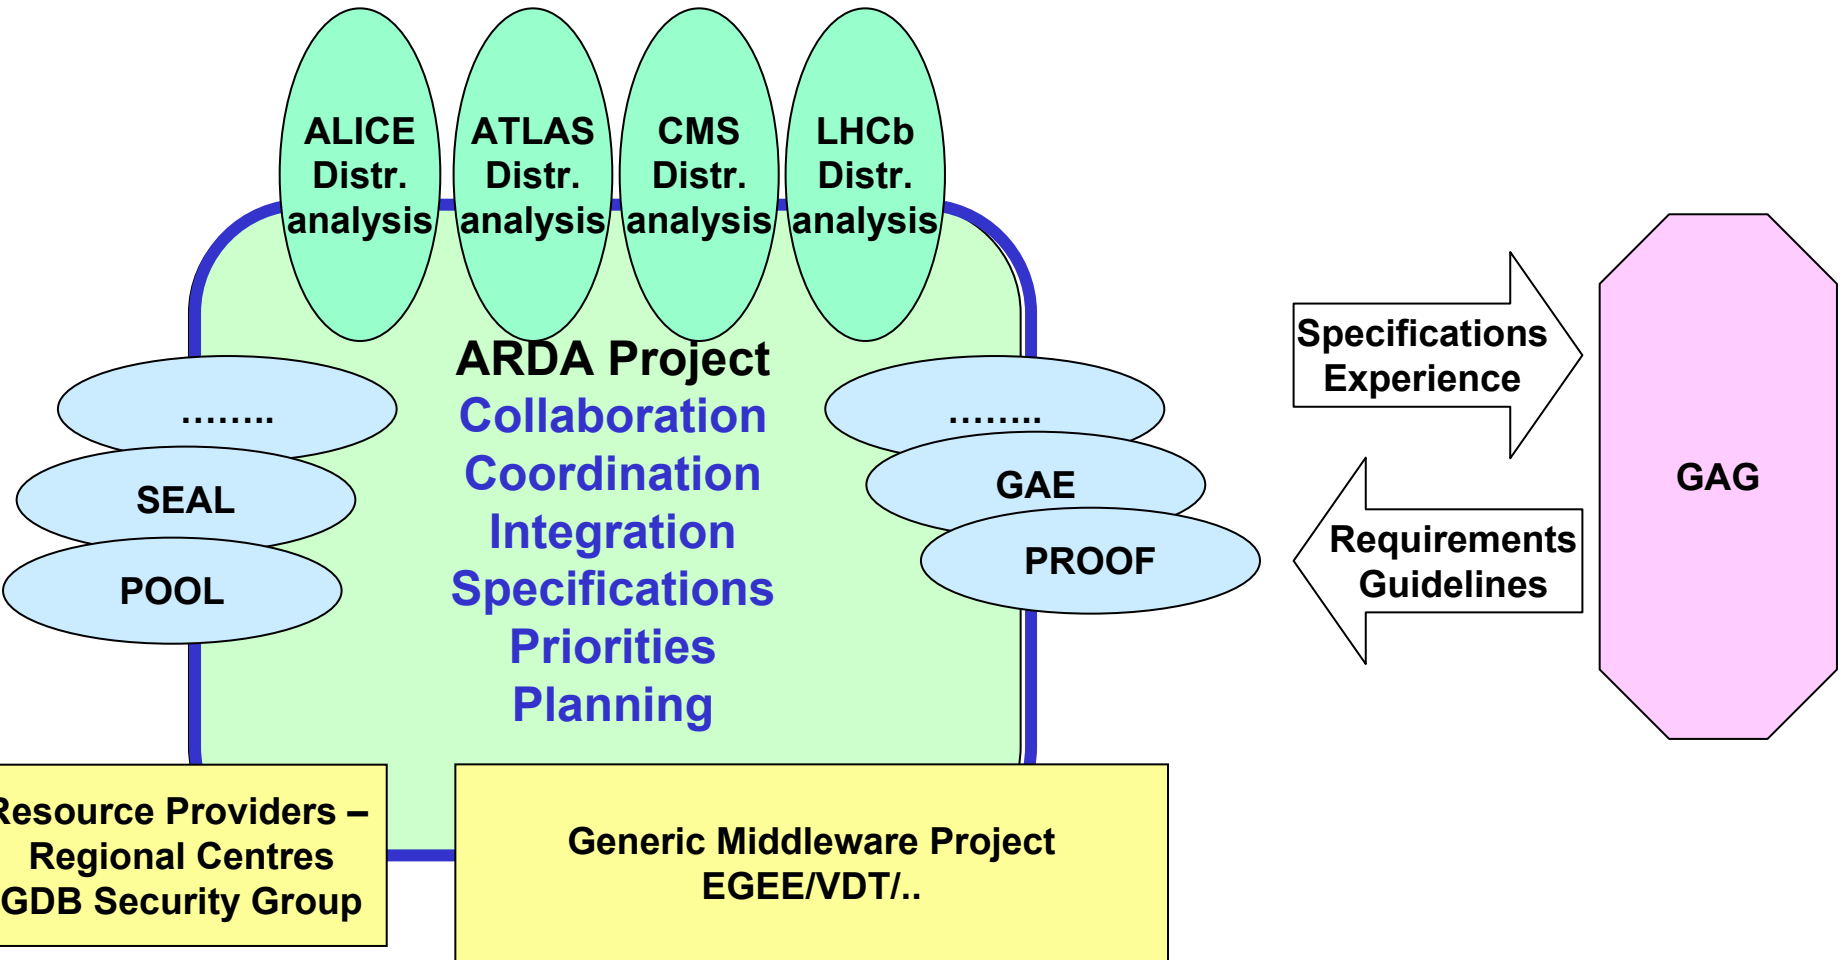 ALICE
Distr.
analysis
ATLAS
Distr.
analysis
CMS
Distr.
analysis
LHCb
Distr.
analysis
ARDA Project
Collaboration
Coordination
Integration
Specifications
Priorities
Planning
……..
SEAL
POOL
……..
GAE
PROOF
Specifications
Experience
Requirements
Guidelines
GAG
Resource Providers –
Regional Centres
GDB Security Group
Generic Middleware Project
EGEE/VDT/..